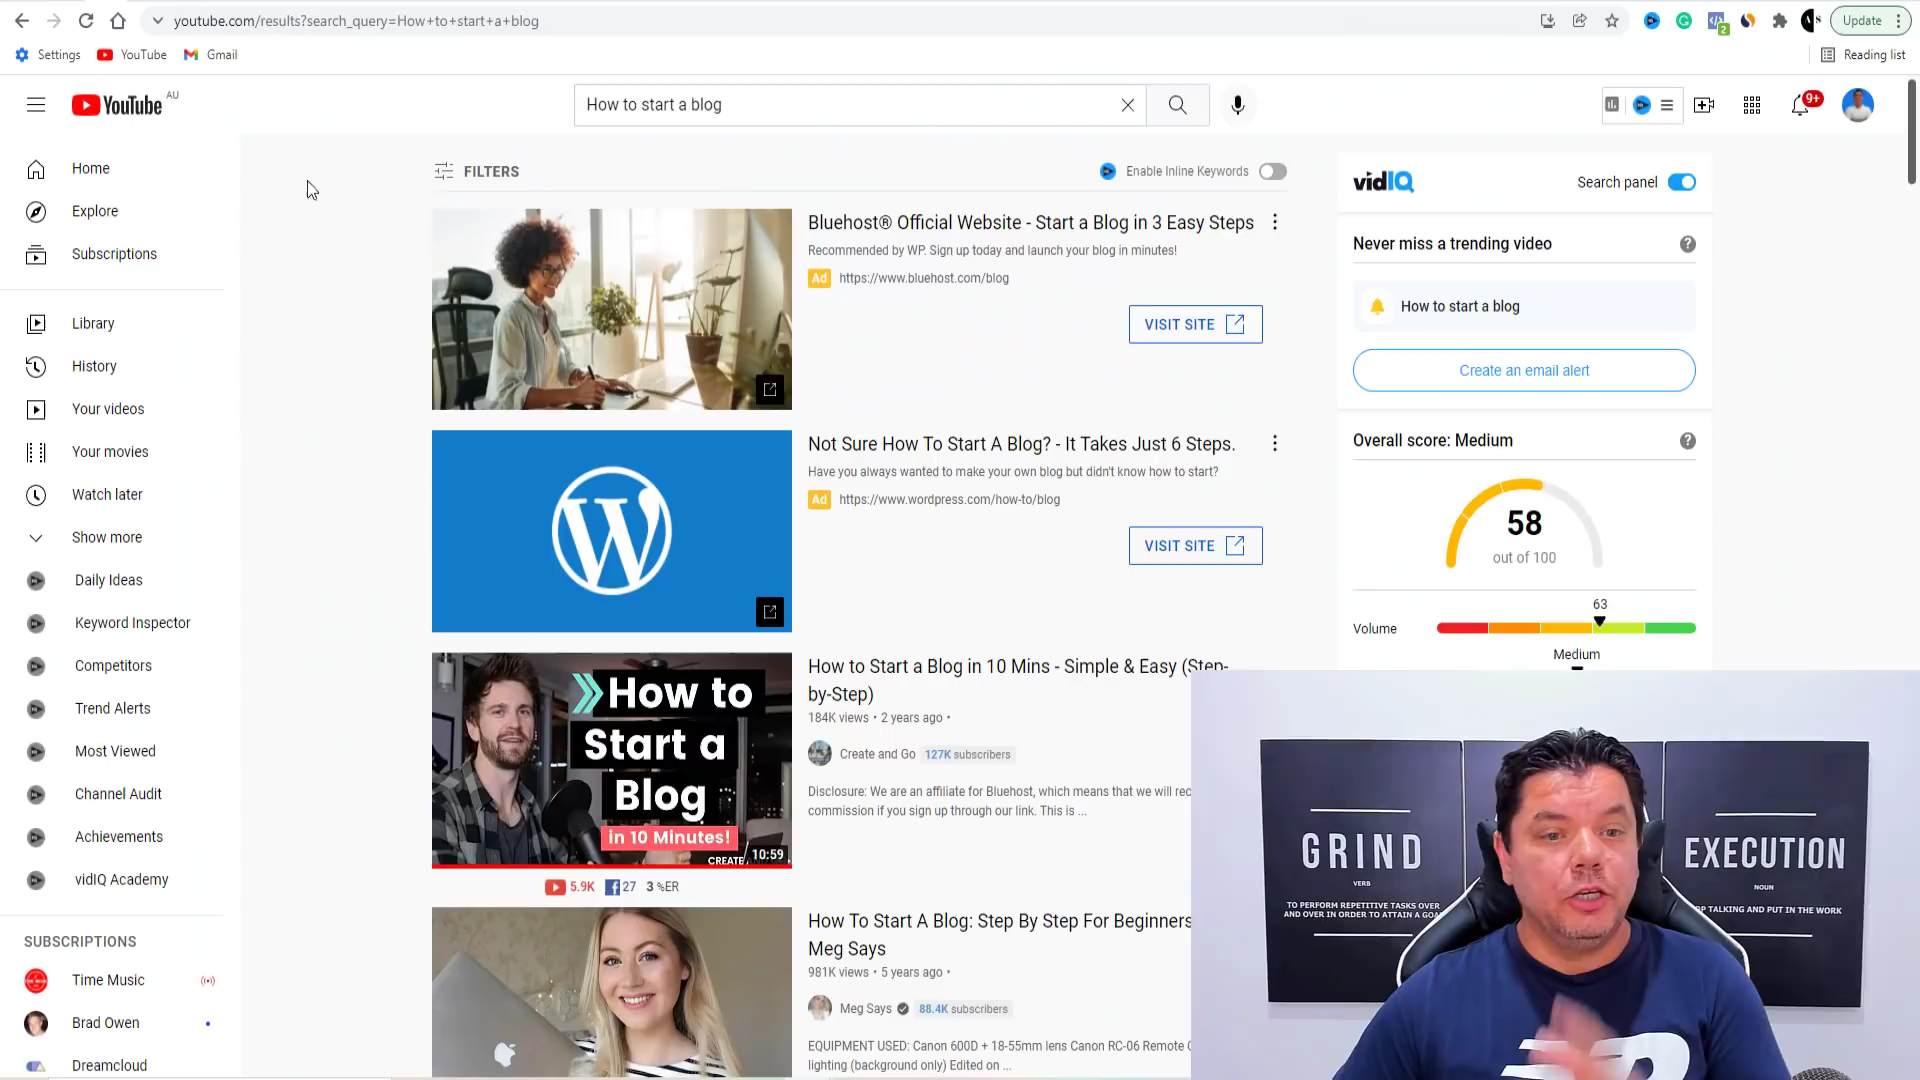 youtube.com/results?search_query=How+to+start+a+blog
2
Update
Settings
YouTube
Gmail
Reading list
YouTube AU
How to start a blog
9+
Home
Explore
Subscriptions
Library
History
Your videos
Your movies
Watch later
Show more
Daily Ideas
Keyword Inspector
Competitors
Trend Alerts
Most Viewed
Channel Audit
Achievements
vidIQ Academy
SUBSCRIPTIONS
Time Music
Brad Owen
Dreamcloud
FILTERS
Enable Inline Keywords
Bluehost® Official Website - Start a Blog in 3 Easy Steps
Recommended by WP. Sign up today and launch your blog in minutes!
Ad https://www.bluehost.com/blog
VISIT SITE
Not Sure How To Start A Blog? - It Takes Just 6 Steps.
Have you always wanted to make your own blog but didn't know how to start?
Ad https://www.wordpress.com/how-to/blog
VISIT SITE
How to
Start a
Blog
in 10 Minutes!
10:59
5.9K 27 3 %ER
How to Start a Blog in 10 Mins - Simple & Easy (Step-
by-Step)
184K views • 2 years ago •
Create and Go 127K subscribers
Disclosure: We are an affiliate for Bluehost, which means that we will rec
commission if you sign up through our link. This is ...
How To Start A Blog: Step By Step For Beginners
Meg Says
981K views • 5 years ago •
Meg Says 88.4K subscribers
EQUIPMENT USED: Canon 600D + 18-55mm lens Canon RC-06 Remote
lighting (background only) Edited on ...
vidIQ
Search panel
Never miss a trending video
How to start a blog
Create an email alert
Overall score: Medium
58
out of 100
63
Volume
Medium
GRIND
VERB
TO PERFORM REPETITIVE TASKS OVER
AND OVER IN ORDER TO ATTAIN A GOA
EXECUTION
NOUN
OP TALKING AND PUT IN THE WORK